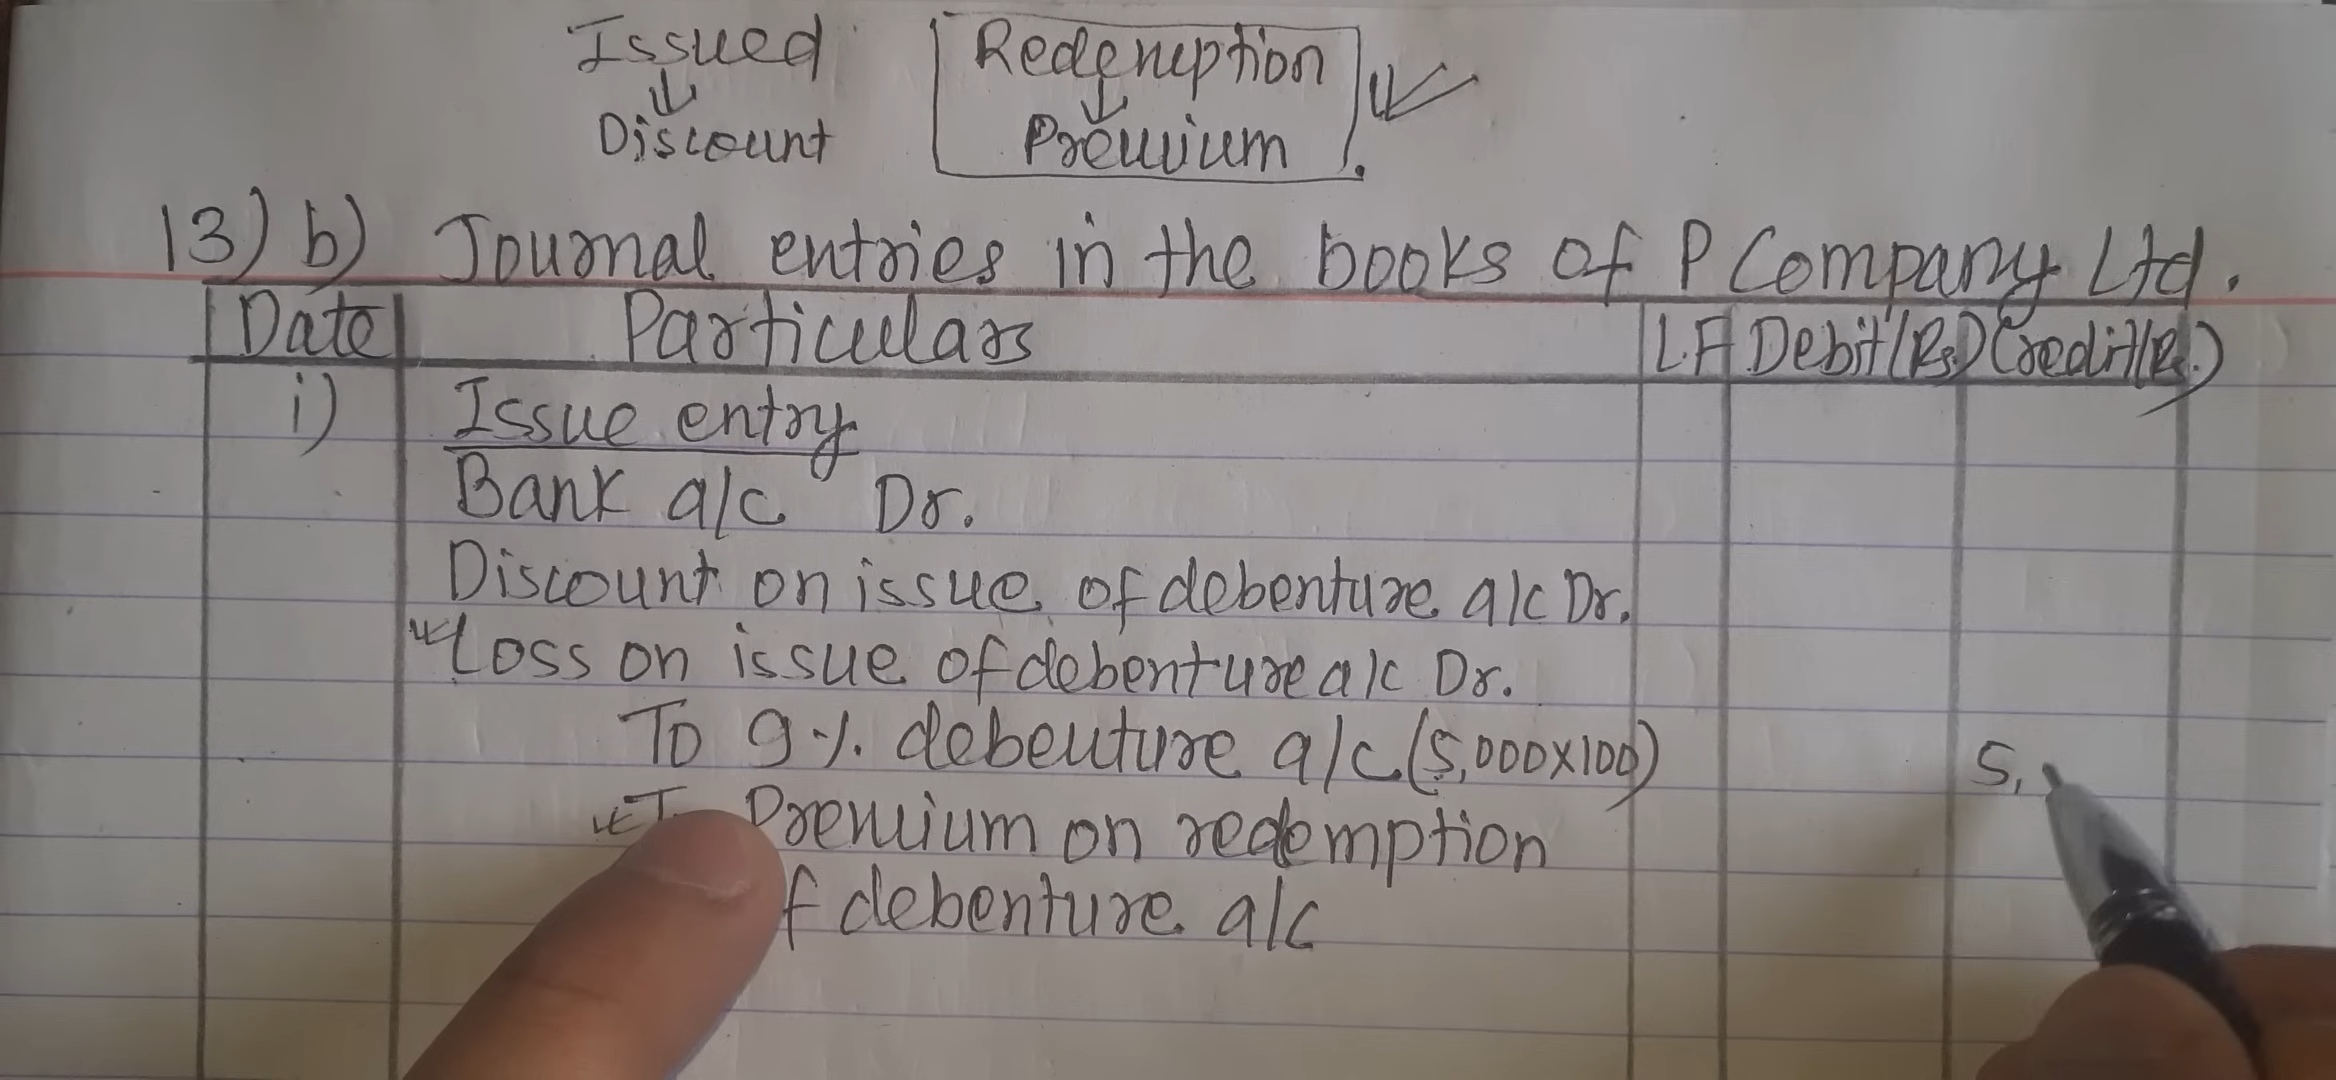 Issued Redemption
Discount Premium
13) b) Journal entries in the books of P Company Ltd.
Date Particulars L.F Debit(Rs.) Credit(Rs.)
i) Issue entry
Bank a/c Dr.
Discount on issue of debenture a/c Dr.
Loss on issue of debenture a/c Dr.
To 9% debenture a/c (5,000×100) 5,
Premium on redemption
debenture a/c